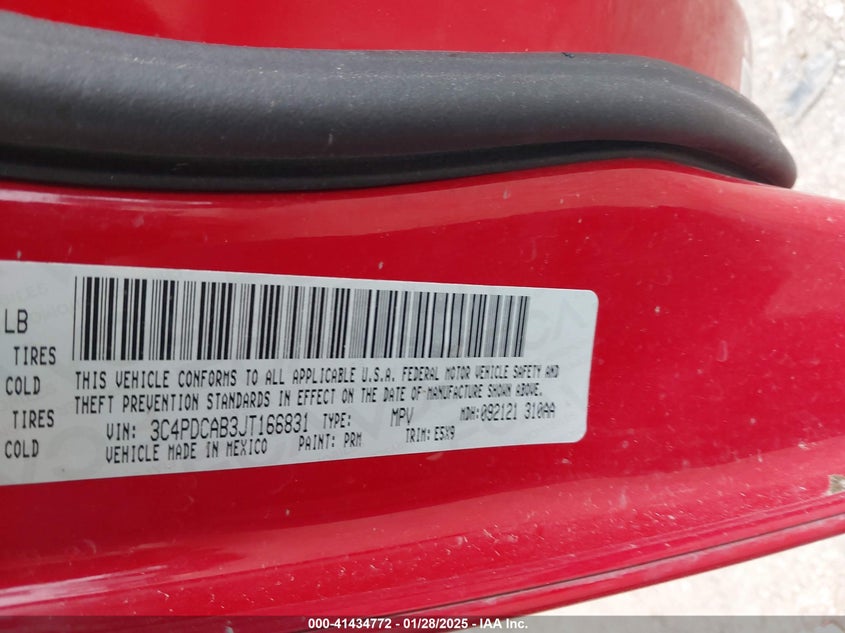 LB
TIRES
COLD
TIRES
COLD
THIS VEHICLE CONFORMS TO ALL APPLICABLE U.S.A. FEDERAL MOTOR VEHICLE SAFETY AND
THEFT PREVENTION STANDARDS IN EFFECT ON THE DATE OF MANUFACTURE SHOWN ABOVE.
VIN: 3C4PDCAB3JT166831 TYPE: MPV MDH:092121 310AA
VEHICLE MADE IN MEXICO PAINT: PRM TRIM: E5X9
000-41434772 - 01/28/2025 - IAA Inc.